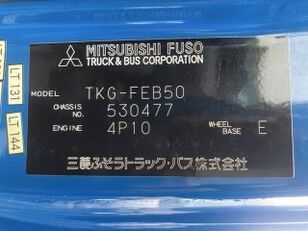 MITSUBISHI FUSO
TRUCK & BUS CORPORATION
MODEL TKG-FEB50
CHASSIS NO. 530477
ENGINE 4P10 WHEEL BASE E
三菱ふそうトラック・バス株式会社
LT 131
LT 144